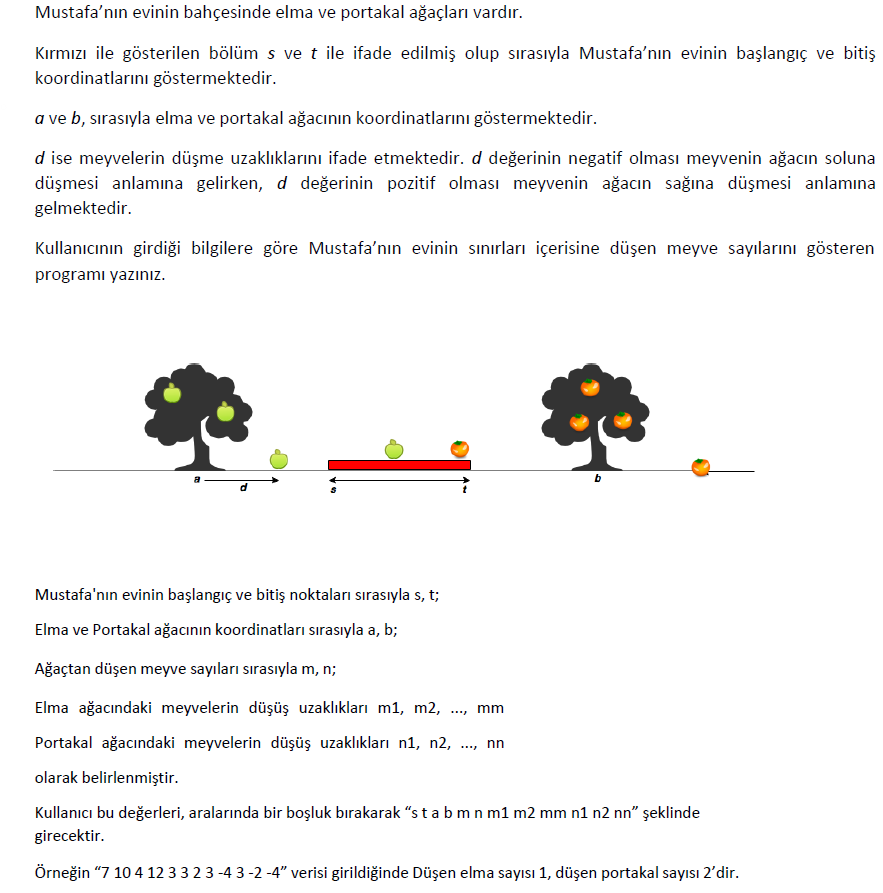 Mustafa’nın evinin bahçesinde elma ve portakal ağaçları vardır.
Kırmızı ile gösterilen bölüm s ve t ile ifade edilmiş olup sırasıyla Mustafa’nın evinin başlangıç ve bitiş
koordinatlarını göstermektedir.
a ve b, sırasıyla elma ve portakal ağacının koordinatlarını göstermektedir.
d ise meyvelerin düşme uzaklıklarını ifade etmektedir. d değerinin negatif olması meyvenin ağacın soluna
düşmesi anlamına gelirken, d değerinin pozitif olması meyvenin ağacın sağına düşmesi anlamına
gelmektedir.
Kullanıcının girdiği bilgilere göre Mustafa’nın evinin sınırları içerisine düşen meyve sayılarını gösteren
programı yazınız.
a
d
s
t
b
Mustafa'nın evinin başlangıç ve bitiş noktaları sırasıyla s, t;
Elma ve Portakal ağacının koordinatları sırasıyla a, b;
Ağaçtan düşen meyve sayıları sırasıyla m, n;
Elma ağacındaki meyvelerin düşüş uzaklıkları m1, m2, ..., mm
Portakal ağacındaki meyvelerin düşüş uzaklıkları n1, n2, ..., nn
olarak belirlenmiştir.
Kullanıcı bu değerleri, aralarında bir boşluk bırakarak “s t a b m n m1 m2 mm n1 n2 nn” şeklinde
girecektir.
Örneğin “7 10 4 12 3 3 2 3 -4 3 -2 -4” verisi girildiğinde Düşen elma sayısı 1, düşen portakal sayısı 2’dir.